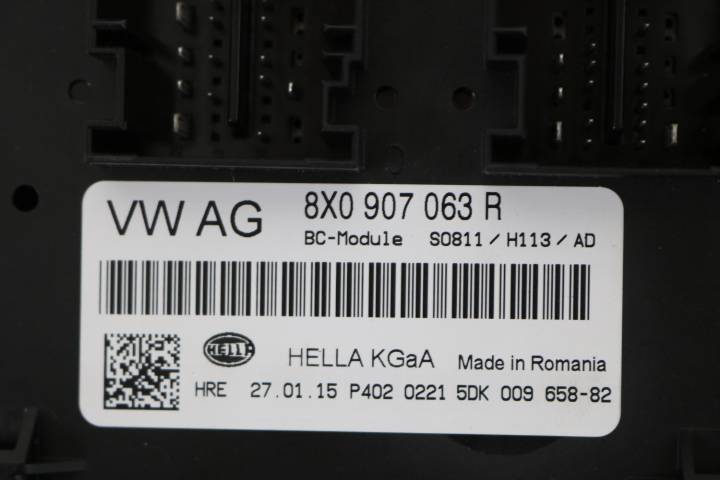 VW AG 8X0 907 063 R
BC-Module S0811/H113/AD
HELLA HELLA KGaA Made in Romania
HRE 27.01.15 P402 0221 5DK 009 658-82